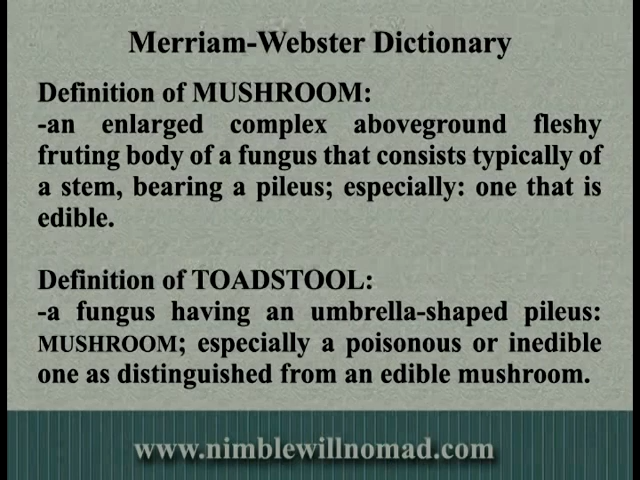 Merriam-Webster Dictionary
Definition of MUSHROOM:
-an enlarged complex aboveground fleshy
fruting body of a fungus that consists typically of
a stem, bearing a pileus; especially: one that is
edible.
Definition of TOADSTOOL:
-a fungus having an umbrella-shaped pileus:
MUSHROOM; especially a poisonous or inedible
one as distinguished from an edible mushroom.
www.nimblewillnomad.com